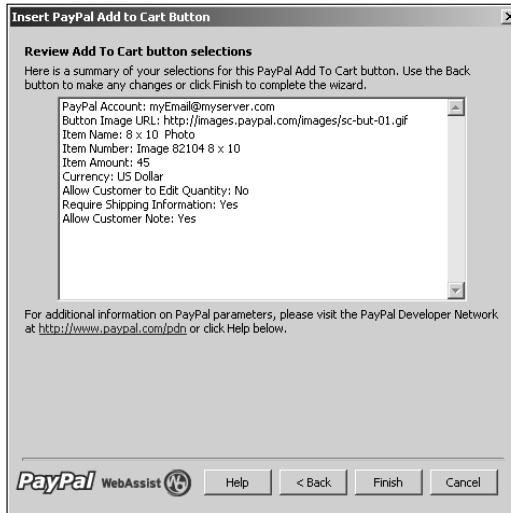 Insert PayPal Add to Cart Button
Review Add To Cart button selections
Here is a summary of your selections for this PayPal Add To Cart button. Use the Back
button to make any changes or click Finish to complete the wizard.
PayPal Account: myEmail@myserver.com
Button Image URL: http://images.paypal.com/images/sc-but-01.gif
Item Name: 8 x 10  Photo
Item Number: Image 82104 8 x 10
Item Amount: 45
Currency: US Dollar
Allow Customer to Edit Quantity: No
Require Shipping Information: Yes
Allow Customer Note: Yes
For additional information on PayPal parameters, please visit the PayPal Developer Network
at http://www.paypal.com/pdn or click Help below.
PayPal WebAssist Help < Back Finish Cancel